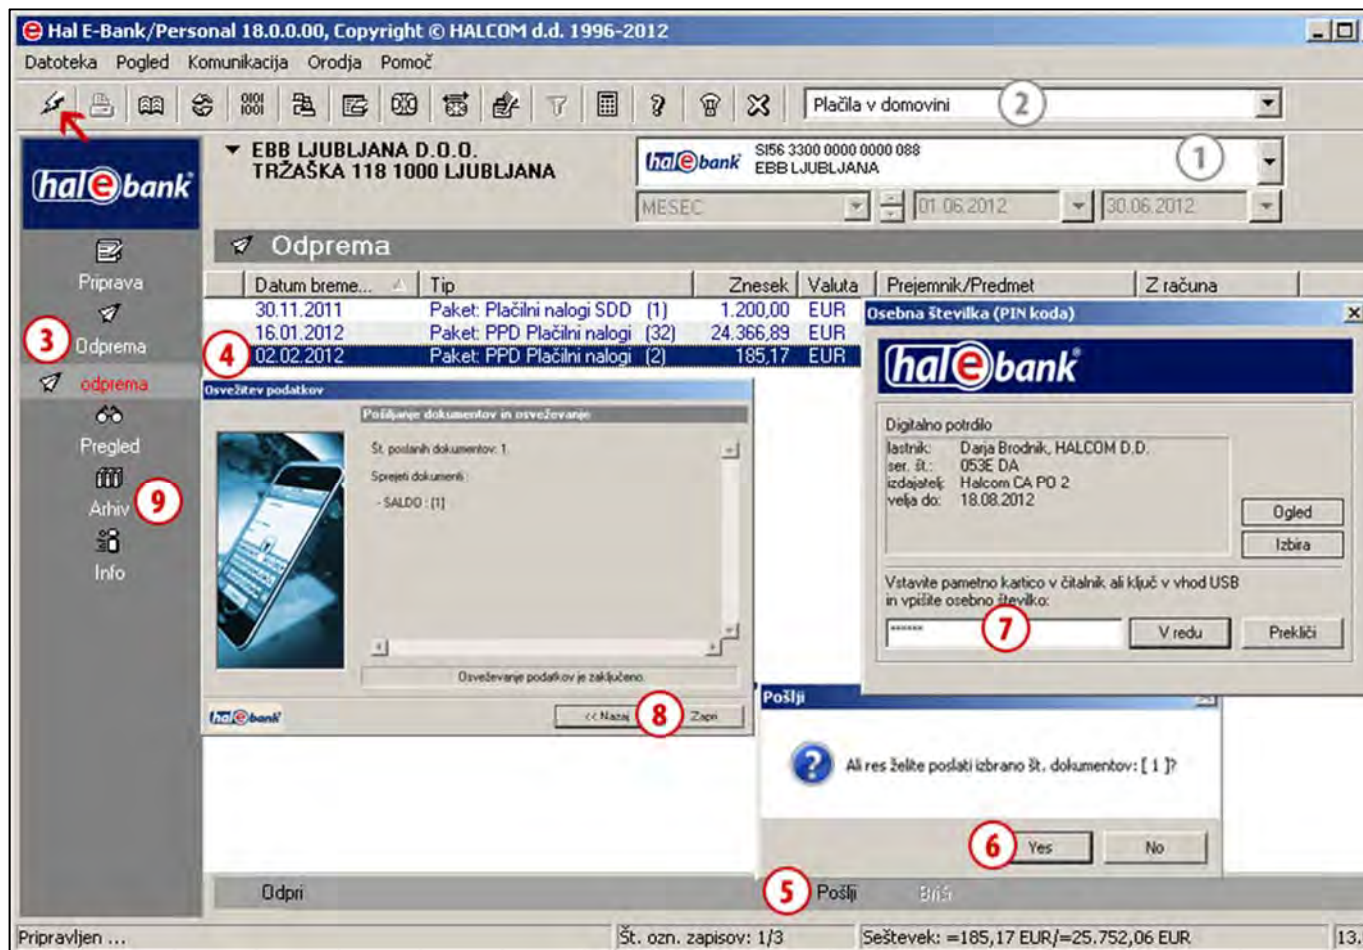 Hal E-Bank/Personal 18.0.0.00, Copyright © HALCOM d.d. 1996-2012
Datoteka Pogled Komunikacija Orodja Pomoč
Plačila v domovini 2
hal e bank
EBB LJUBLJANA D.O.O.
TRŽAŠKA 118 1000 LJUBLJANA
hal e bank SI56 3300 0000 0000 088
EBB LJUBLJANA
1
MESEC 01.06.2012 30.06.2012
Odprema
Priprava
3 Odprema
odprema
Pregled
Arhiv 9
Info
Datum breme... Tip Znesek Valuta Prejemnik/Predmet Z računa
30.11.2011 Paket: Plačilni nalogi SDD (1) 1.200,00 EUR
16.01.2012 Paket: PPD Plačilni nalogi (32) 24.366,89 EUR
4 02.02.2012 Paket: PPD Plačilni nalogi (2) 185,17 EUR
Osvežitev podatkov
Pošiljanje dokumentov in osveževanje
Št. poslanih dokumentov: 1
Sprejeti dokumenti:
- SALDO : [1]
Osveževanje podatkov je zaključeno.
hal e bank
<< Nazaj 8 Zapri
Osebna številka (PIN koda)
hal e bank
Digitalno potrdilo
lastnik: Darja Brodnik, HALCOM D.D.
ser. št.: 053E DA
izdajatelj: Halcom CA PO 2
velja do: 18.08.2012
Ogled
Izbira
Vstavite pametno kartico v čitalnik ali ključ v vhod USB
in vpišite osebno številko:
****** 7 V redu Prekliči
Pošlji
Ali res želite poslati izbrano št. dokumentov: [ 1 ]?
6 Yes No
Odpri 5 Pošlji Briši
Pripravljen ... Št. ozn. zapisov: 1/3 Seštevek: =185,17 EUR/=25.752,06 EUR 13.